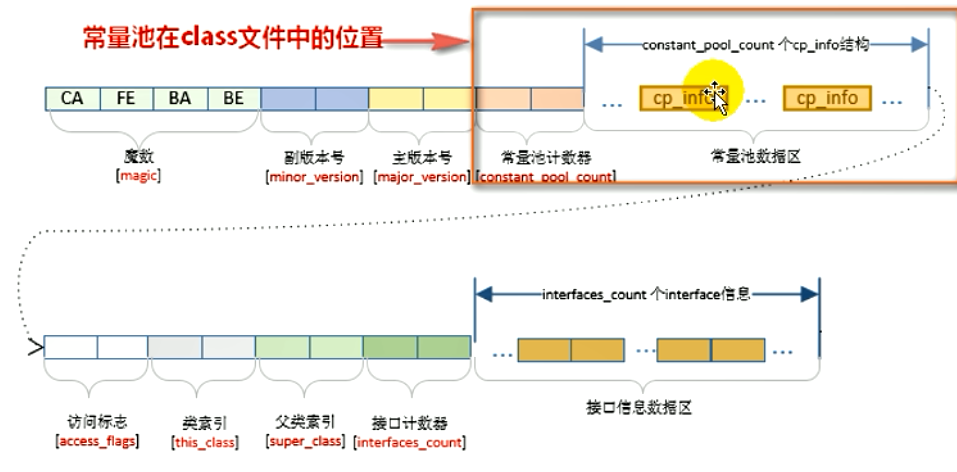 常量池在class文件中的位置
constant_pool_count 个cp_info结构
CA FE BA BE
... cp_info ... cp_info ...
魔数 副版本号 主版本号 常量池计数器 常量池数据区
[magic] [minor_version] [major_version] [constant_pool_count]
interfaces_count 个interface信息
... ... ...
访问标志 类索引 父类索引 接口计数器 接口信息数据区
[access_flags] [this_class] [super_class] [interfaces_count]